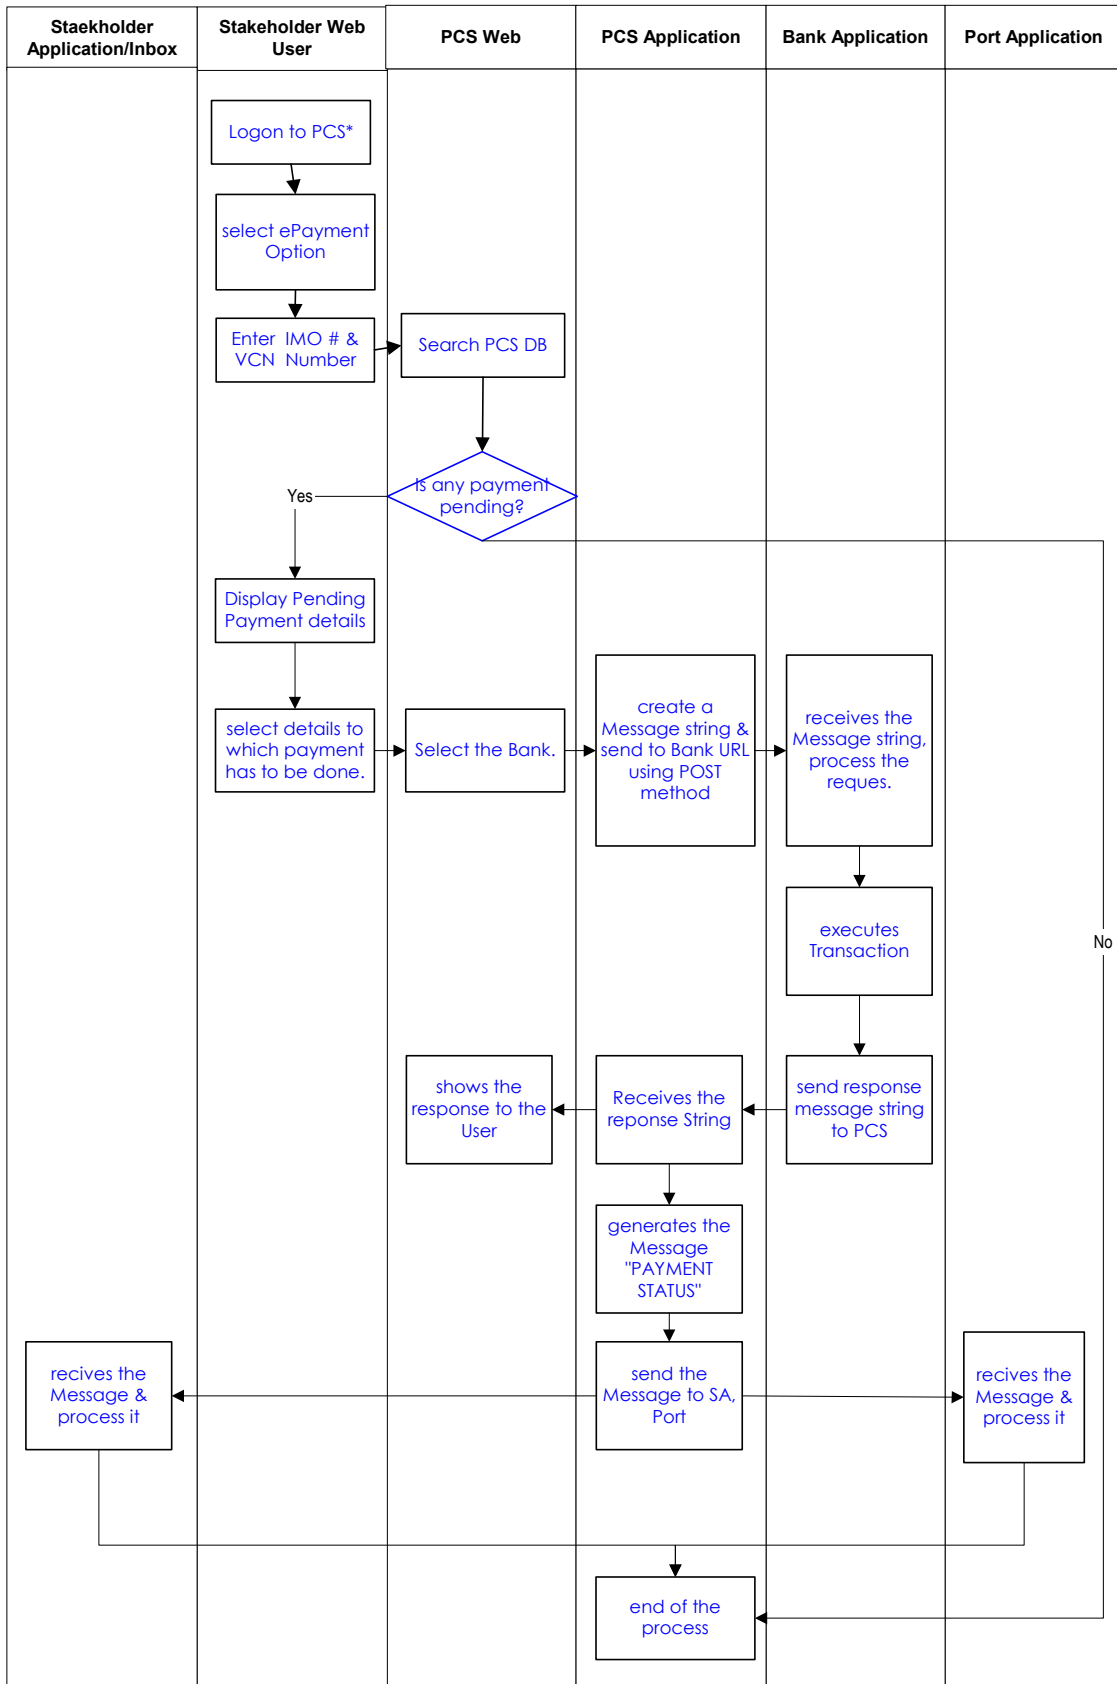 Staekholder
Application/Inbox
Stakeholder Web
User
PCS Web
PCS Application
Bank Application
Port Application
Logon to PCS*
select ePayment
Option
Enter IMO # &
VCN Number
Search PCS DB
Is any payment
pending?
Yes
Display Pending
Payment details
select details to
which payment
has to be done.
Select the Bank.
create a
Message string &
send to Bank URL
using POST
method
receives the
Message string,
process the
reques.
executes
Transaction
No
shows the
response to the
User
Receives the
reponse String
send response
message string
to PCS
generates the
Message
"PAYMENT
STATUS"
recives the
Message &
process it
send the
Message to SA,
Port
recives the
Message &
process it
end of the
process